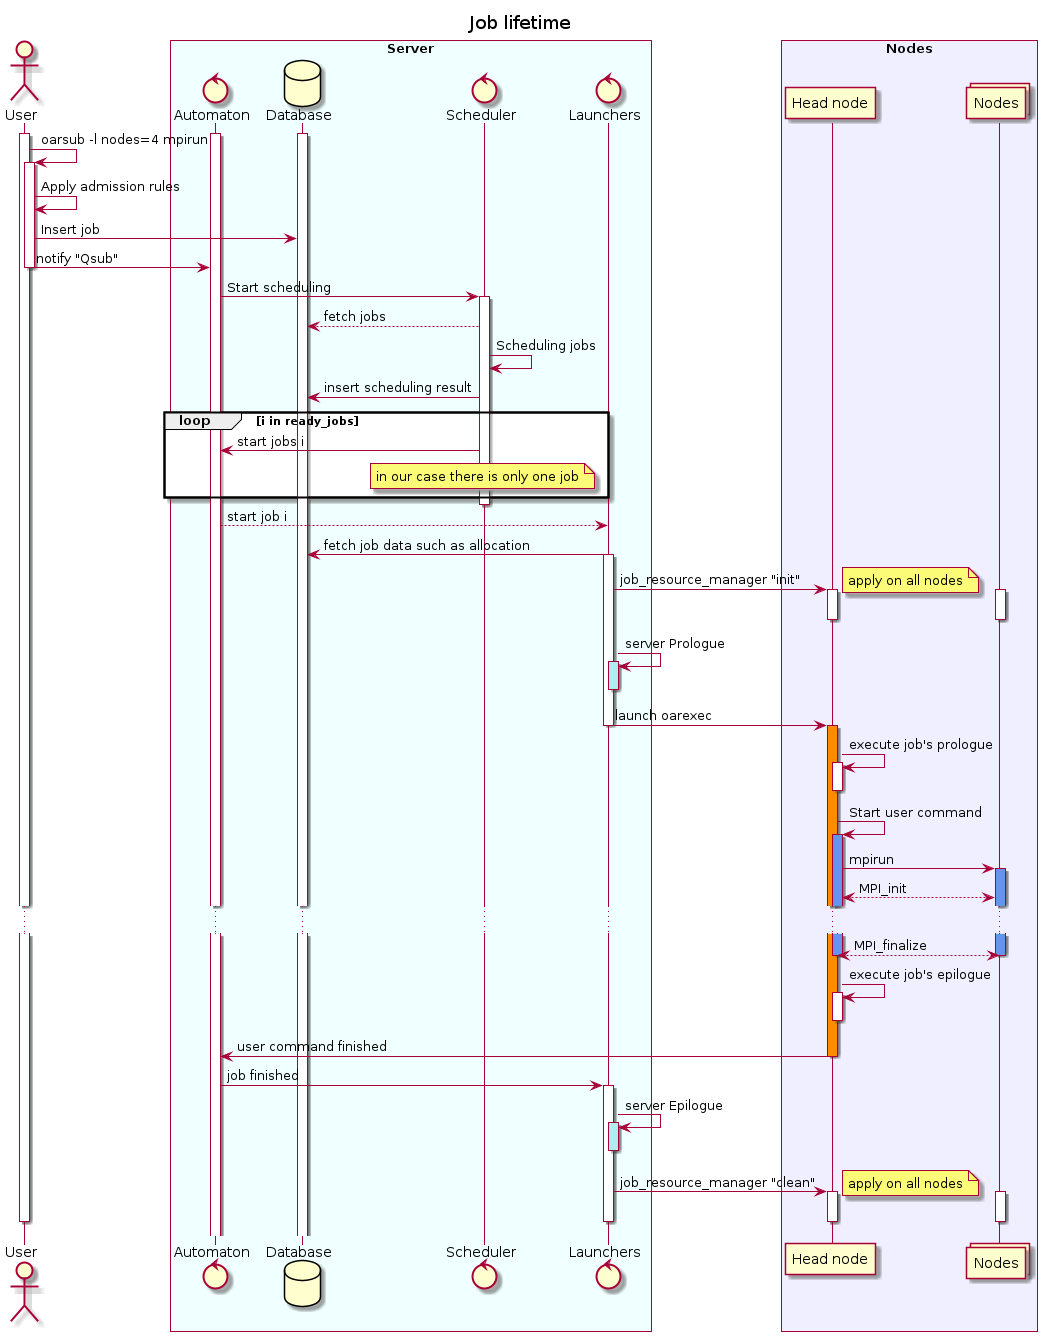 Job lifetime
Server
Nodes
User
Automaton
Database
Scheduler
Launchers
Head node
Nodes
oarsub -l nodes=4 mpirun
Apply admission rules
Insert job
notify "Qsub"
Start scheduling
fetch jobs
Scheduling jobs
insert scheduling result
loop
[i in ready_jobs]
start jobs i
in our case there is only one job
start job i
fetch job data such as allocation
job_resource_manager "init"
apply on all nodes
server Prologue
launch oarexec
execute job's prologue
Start user command
mpirun
MPI_init
MPI_finalize
execute job's epilogue
user command finished
job finished
server Epilogue
job_resource_manager "clean"
apply on all nodes
User
Automaton
Database
Scheduler
Launchers
Head node
Nodes